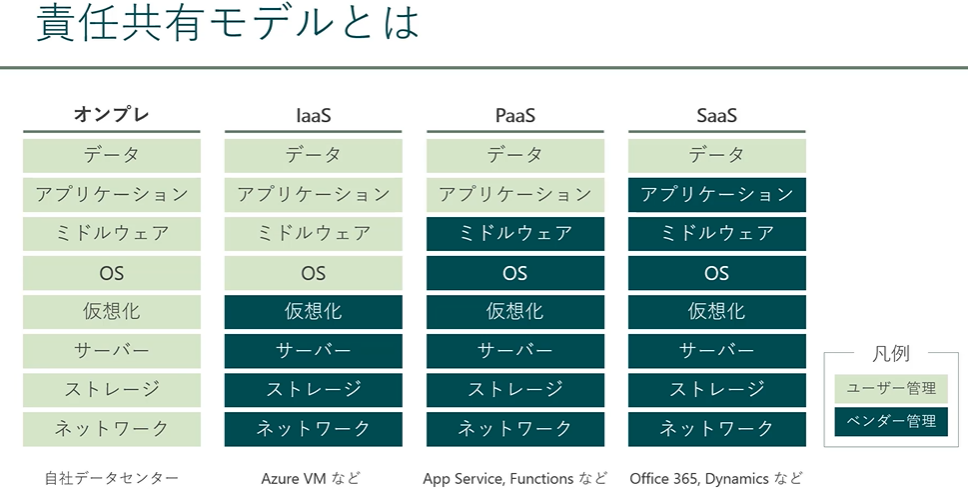 責任共有モデルとは
オンプレ
データ
アプリケーション
ミドルウェア
OS
仮想化
サーバー
ストレージ
ネットワーク
自社データセンター
IaaS
データ
アプリケーション
ミドルウェア
OS
仮想化
サーバー
ストレージ
ネットワーク
Azure VM など
PaaS
データ
アプリケーション
ミドルウェア
OS
仮想化
サーバー
ストレージ
ネットワーク
App Service, Functions など
SaaS
データ
アプリケーション
ミドルウェア
OS
仮想化
サーバー
ストレージ
ネットワーク
Office 365, Dynamics など
凡例
ユーザー管理
ベンダー管理